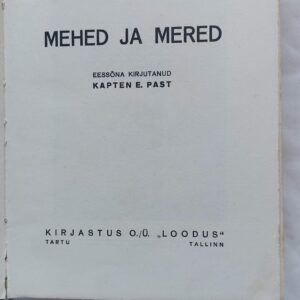 MEHED JA MERED
EESSÕNA KIRJUTANUD
KAPTEN E. PAST
KIRJASTUS O./Ü. „LOODUS“
TARTU TALLINN